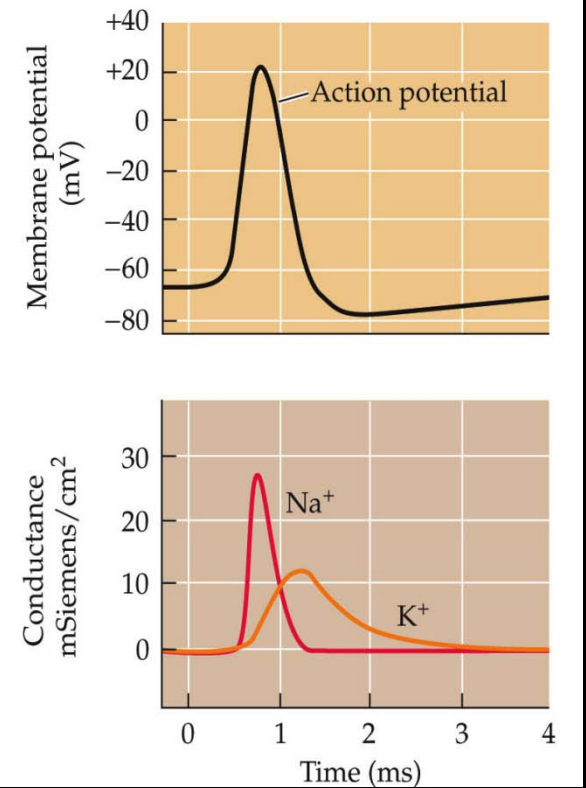 Membrane potential
(mV)
+40
+20
0
−20
−40
−60
−80
Action potential
Conductance
mSiemens/cm²
30
20
10
0
Na⁺
K⁺
0 1 2 3 4
Time (ms)